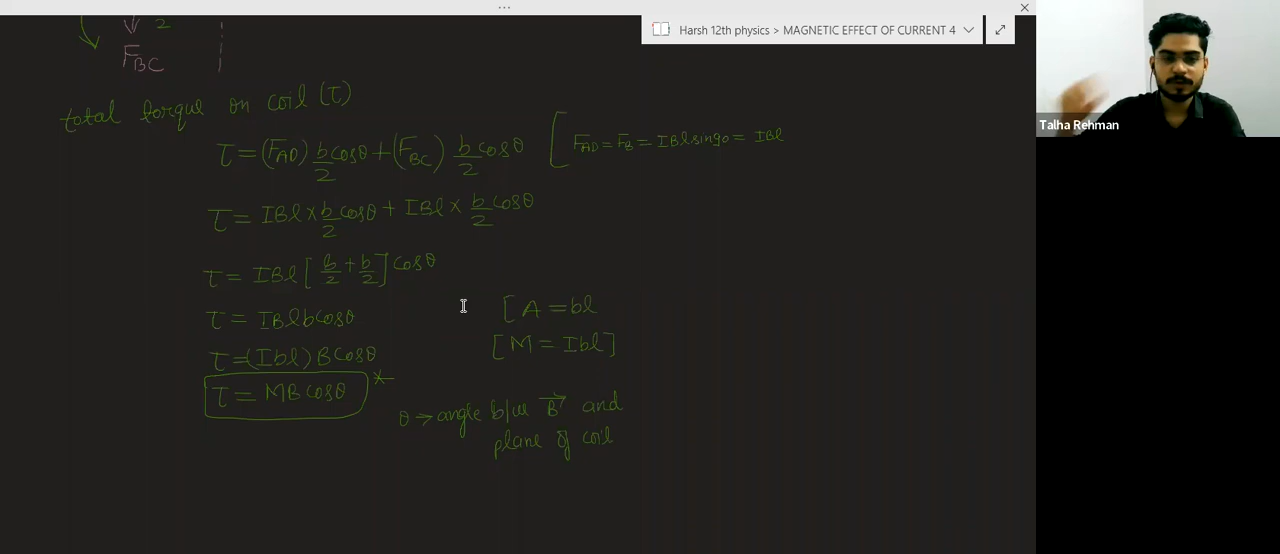 Harsh 12th physics > MAGNETIC EFFECT OF CURRENT 4
2
F_BC
Talha Rehman
total torque on coil (τ)
τ = (F_AD) b/2 cosθ + (F_BC) b/2 cosθ [ F_AD = F_B = IBl sin90 = IBl
τ = IBl × b/2 cosθ + IBl × b/2 cosθ
τ = IBl [ b/2 + b/2 ] cosθ
[ A = bl
τ = IBlb cosθ
[ M = Ibl ]
τ = (Ibl) B cosθ
τ = MB cosθ *
θ → angle b/w B⃗ and
plane of coil